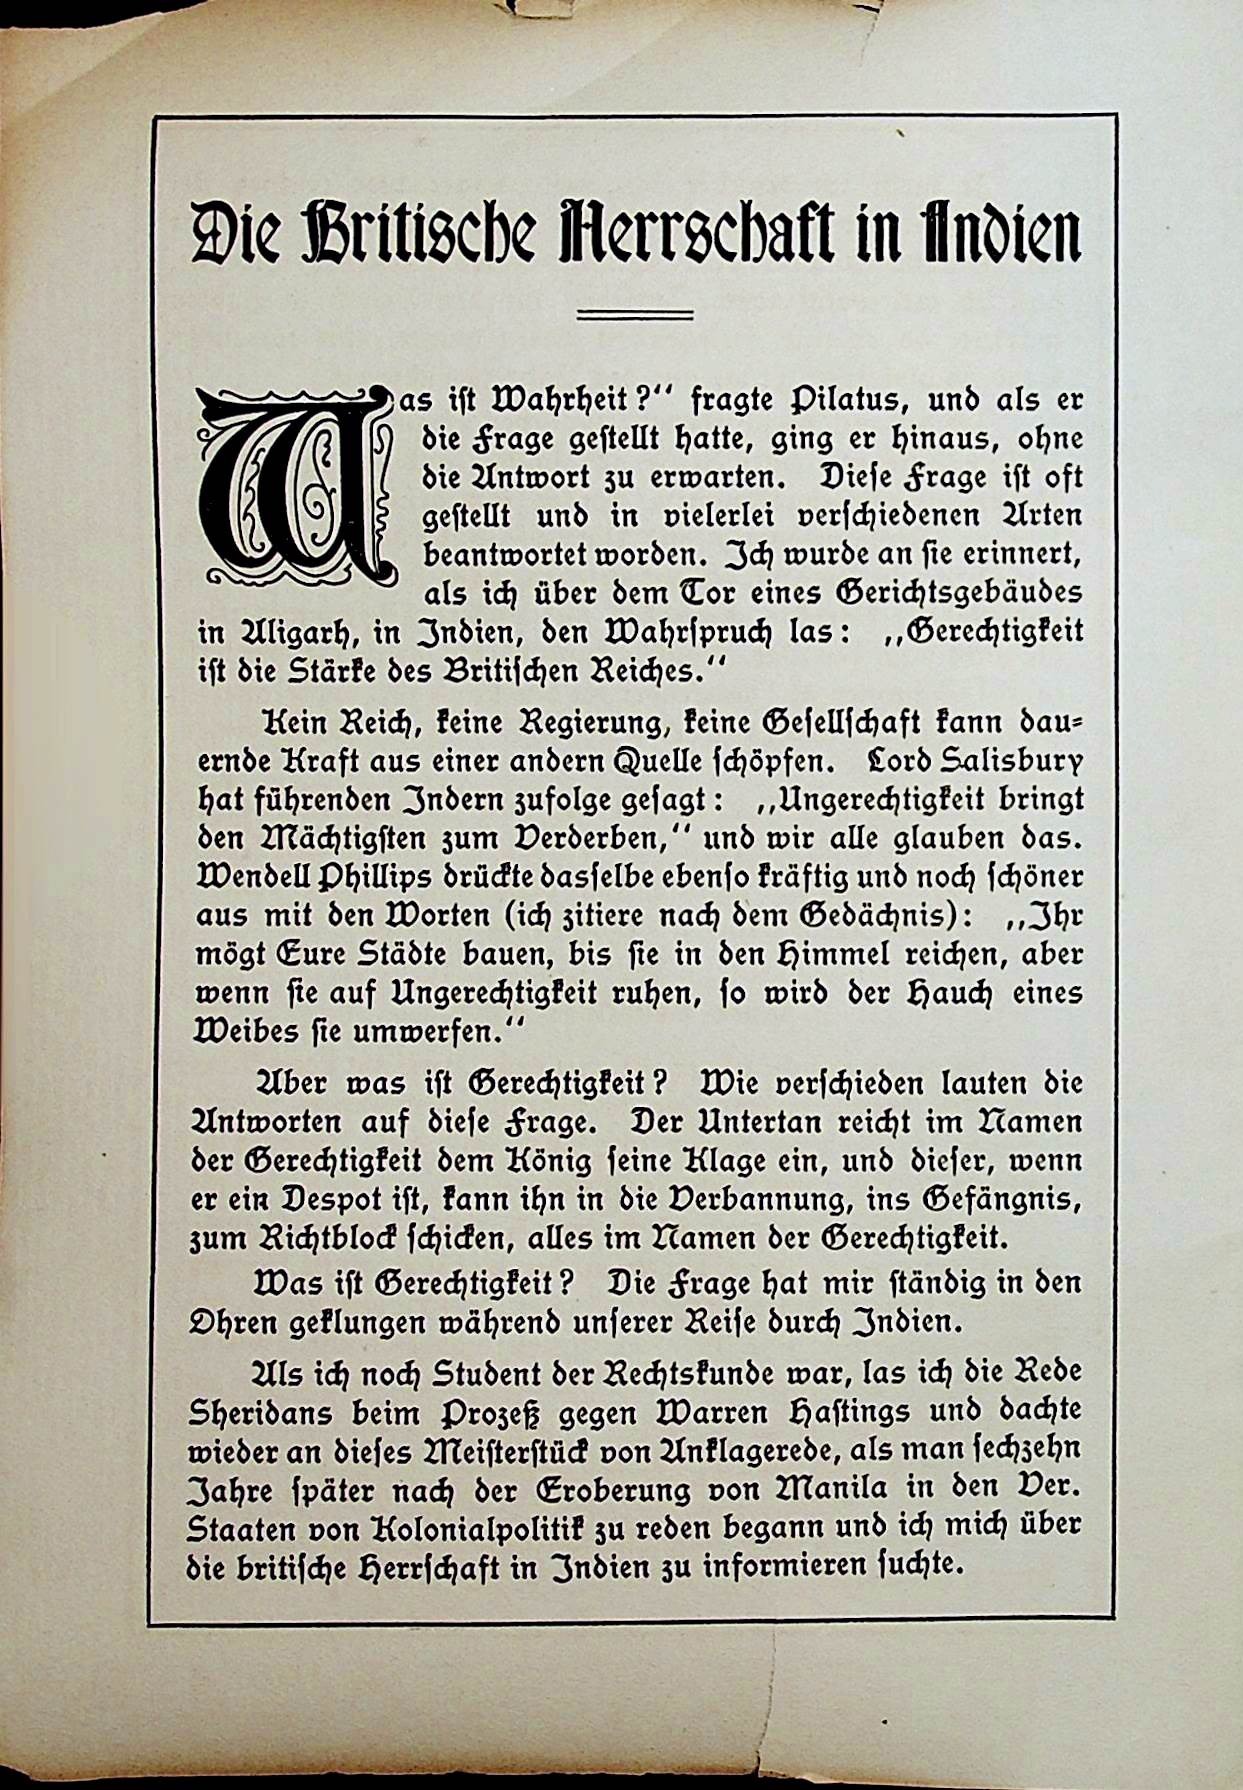 Die Britische Herrschaft in Indien
Was ist Wahrheit?“ fragte Pilatus, und als er
die Frage gestellt hatte, ging er hinaus, ohne
die Antwort zu erwarten. Diese Frage ist oft
gestellt und in vielerlei verschiedenen Arten
beantwortet worden. Ich wurde an sie erinnert,
als ich über dem Tor eines Gerichtsgebäudes
in Aligarh, in Indien, den Wahrspruch las: „Gerechtigkeit
ist die Stärke des Britischen Reiches.“
Kein Reich, keine Regierung, keine Gesellschaft kann dau-
ernde Kraft aus einer andern Quelle schöpfen. Lord Salisbury
hat führenden Indern zufolge gesagt: „Ungerechtigkeit bringt
den Mächtigsten zum Verderben,“ und wir alle glauben das.
Wendell Phillips drückte dasselbe ebenso kräftig und noch schöner
aus mit den Worten (ich zitiere nach dem Gedächnis): „Ihr
mögt Eure Städte bauen, bis sie in den Himmel reichen, aber
wenn sie auf Ungerechtigkeit ruhen, so wird der Hauch eines
Weibes sie umwerfen.“
Aber was ist Gerechtigkeit? Wie verschieden lauten die
Antworten auf diese Frage. Der Untertan reicht im Namen
der Gerechtigkeit dem König seine Klage ein, und dieser, wenn
er ein Despot ist, kann ihn in die Verbannung, ins Gefängnis,
zum Richtblock schicken, alles im Namen der Gerechtigkeit.
Was ist Gerechtigkeit? Die Frage hat mir ständig in den
Ohren geklungen während unserer Reise durch Indien.
Als ich noch Student der Rechtskunde war, las ich die Rede
Sheridans beim Prozeß gegen Warren Hastings und dachte
wieder an dieses Meisterstück von Anklagerede, als man sechzehn
Jahre später nach der Eroberung von Manila in den Ver.
Staaten von Kolonialpolitik zu reden begann und ich mich über
die britische Herrschaft in Indien zu informieren suchte.